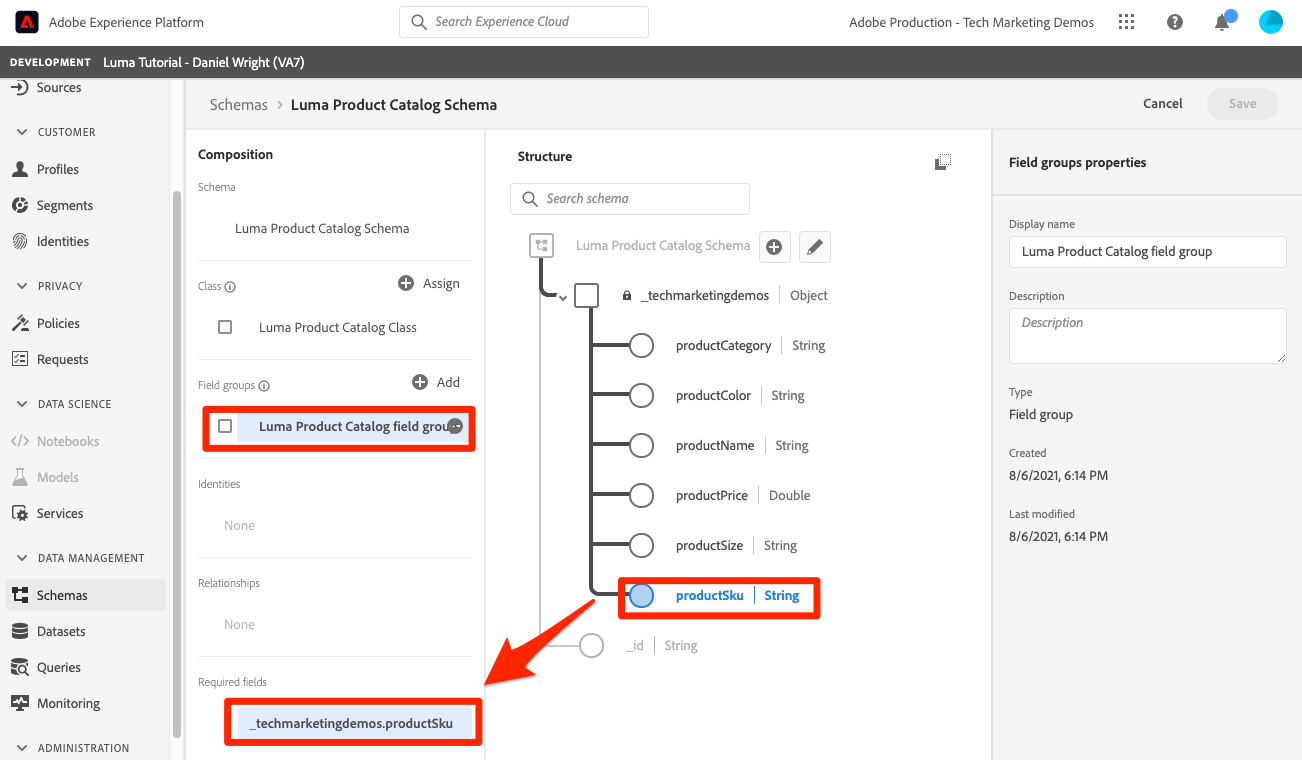 Adobe Experience Platform
Search Experience Cloud
Adobe Production - Tech Marketing Demos
DEVELOPMENT Luma Tutorial - Daniel Wright (VA7)
Sources
CUSTOMER
Profiles
Segments
Identities
PRIVACY
Policies
Requests
DATA SCIENCE
Notebooks
Models
Services
DATA MANAGEMENT
Schemas
Datasets
Queries
Monitoring
ADMINISTRATION
Schemas > Luma Product Catalog Schema
Cancel
Save
Composition
Schema
Luma Product Catalog Schema
Class
Assign
Luma Product Catalog Class
Field groups
Add
Luma Product Catalog field grou
Identities
None
Relationships
None
Required fields
_techmarketingdemos.productSku
Structure
Search schema
Luma Product Catalog Schema
_techmarketingdemos Object
productCategory String
productColor String
productName String
productPrice Double
productSize String
productSku String
_id String
Field groups properties
Display name
Luma Product Catalog field group
Description
Description
Type
Field group
Created
8/6/2021, 6:14 PM
Last modified
8/6/2021, 6:14 PM